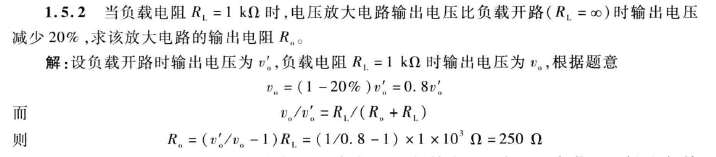 1.5.2 当负载电阻 R_L = 1 kΩ 时,电压放大电路输出电压比负载开路(R_L = ∞)时输出电压
减少 20%,求该放大电路的输出电阻 R_o。
解:设负载开路时输出电压为 v'_o,负载电阻 R_L = 1 kΩ 时输出电压为 v_o,根据题意
v_o = (1 - 20%)v'_o = 0.8v'_o
而 v_o/v'_o = R_L/(R_o + R_L)
则 R_o = (v'_o/v_o - 1)R_L = (1/0.8 - 1) × 1 × 10³ Ω = 250 Ω